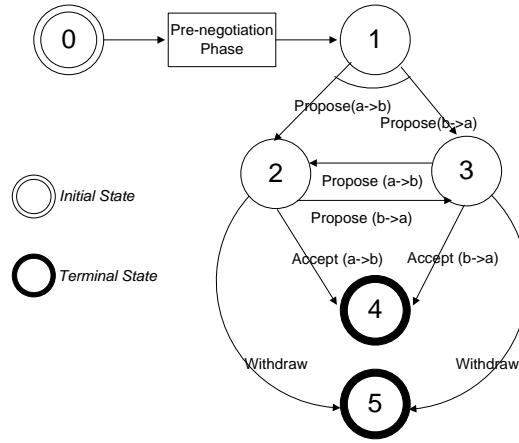 0
Pre-negotiation
Phase
1
Propose(a->b)
Propose(b->a)
2
3
Propose (a->b)
Propose (b->a)
Initial State
Accept (a->b)
Accept (b->a)
Terminal State
4
Withdraw
Withdraw
5